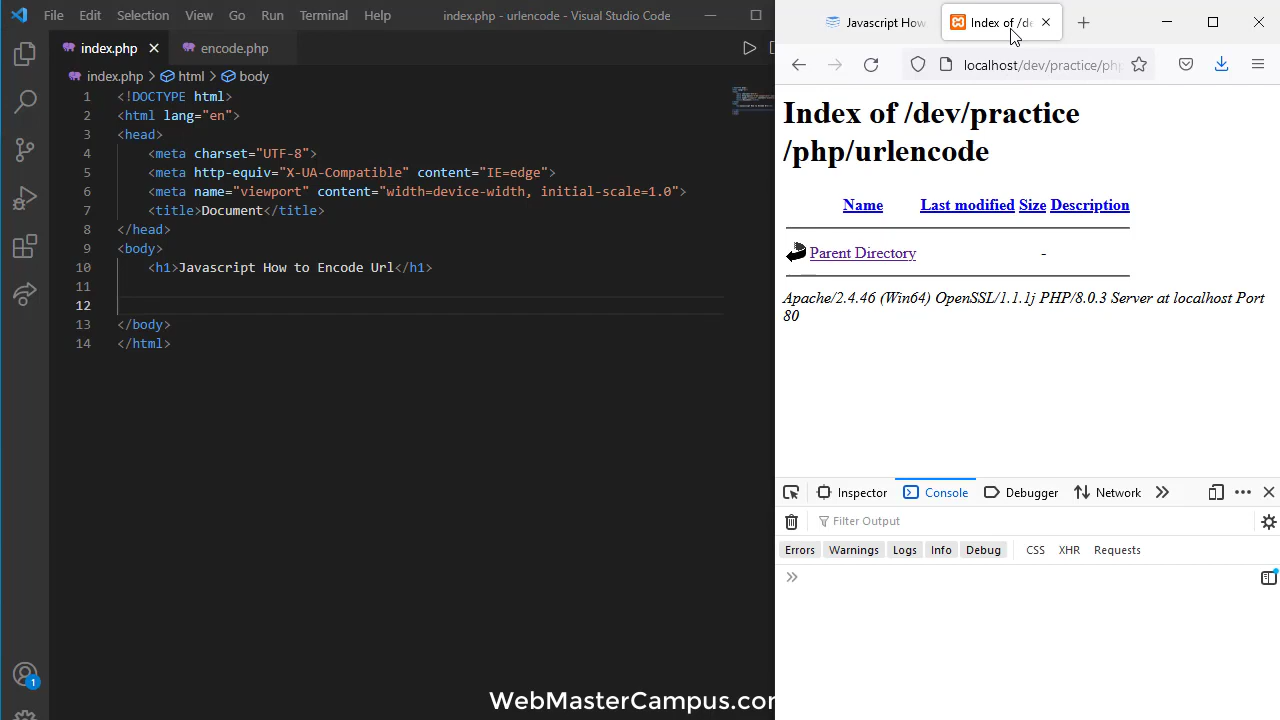 File Edit Selection View Go Run Terminal Help index.php - urlencode - Visual Studio Code
index.php encode.php
index.php > html > body
1 <!DOCTYPE html>
2 <html lang="en">
3 <head>
4 <meta charset="UTF-8">
5 <meta http-equiv="X-UA-Compatible" content="IE=edge">
6 <meta name="viewport" content="width=device-width, initial-scale=1.0">
7 <title>Document</title>
8 </head>
9 <body>
10 <h1>Javascript How to Encode Url</h1>
11
12
13 </body>
14 </html>
1
Javascript How Index of /de
localhost/dev/practice/php
Index of /dev/practice
/php/urlencode
Name Last modified Size Description
Parent Directory -
Apache/2.4.46 (Win64) OpenSSL/1.1.1j PHP/8.0.3 Server at localhost Port
80
Inspector Console Debugger Network
Filter Output
Errors Warnings Logs Info Debug CSS XHR Requests
WebMasterCampus.com